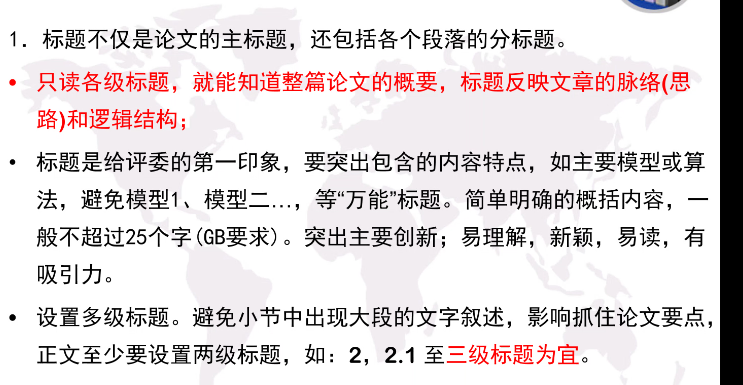 1. 标题不仅是论文的主标题，还包括各个段落的分标题。
• 只读各级标题，就能知道整篇论文的概要，标题反映文章的脉络(思
路)和逻辑结构；
• 标题是给评委的第一印象，要突出包含的内容特点，如主要模型或算
法，避免模型1、模型二…，等“万能”标题。简单明确的概括内容，一
般不超过25个字(GB要求)。突出主要创新；易理解，新颖，易读，有
吸引力。
• 设置多级标题。避免小节中出现大段的文字叙述，影响抓住论文要点，
正文至少要设置两级标题，如：2，2.1 至三级标题为宜。